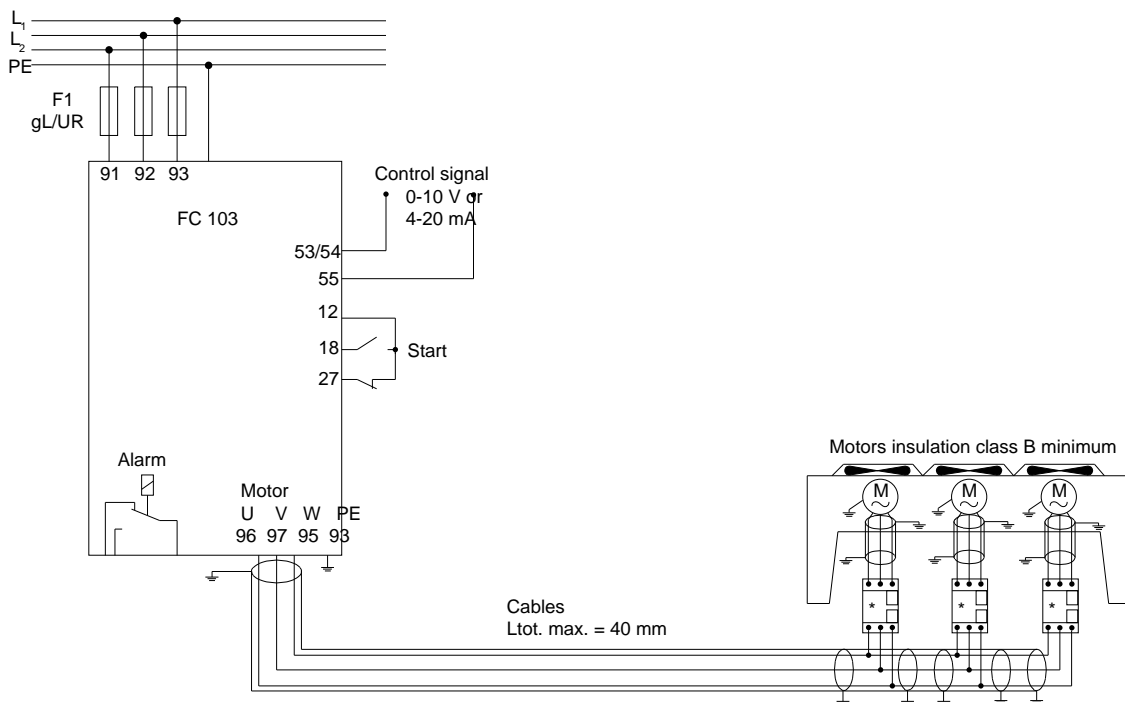 L1
L2
PE
F1
gL/UR
91 92 93
FC 103
Control signal
0-10 V or
4-20 mA
53/54
55
12
18
Start
27
Alarm
Motor
U V W PE
96 97 95 93
Motors insulation class B minimum
M M M
* * *
Cables
Ltot. max. = 40 mm